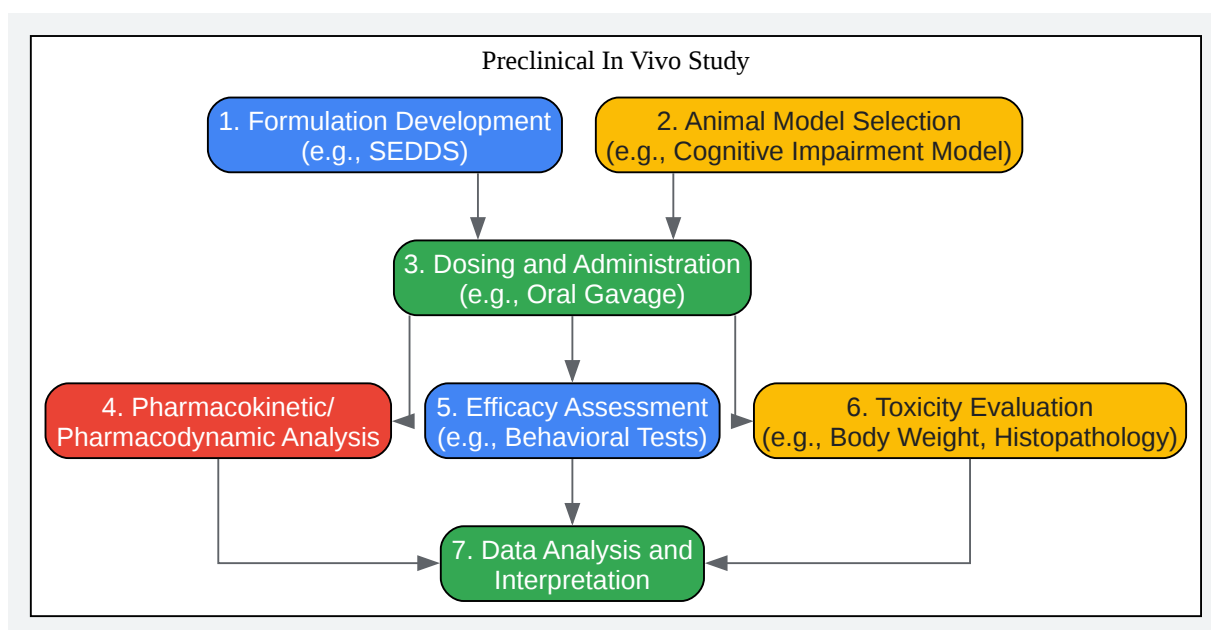 Preclinical In Vivo Study
1. Formulation Development
(e.g., SEDDS)
2. Animal Model Selection
(e.g., Cognitive Impairment Model)
3. Dosing and Administration
(e.g., Oral Gavage)
4. Pharmacokinetic/
Pharmacodynamic Analysis
5. Efficacy Assessment
(e.g., Behavioral Tests)
6. Toxicity Evaluation
(e.g., Body Weight, Histopathology)
7. Data Analysis and
Interpretation